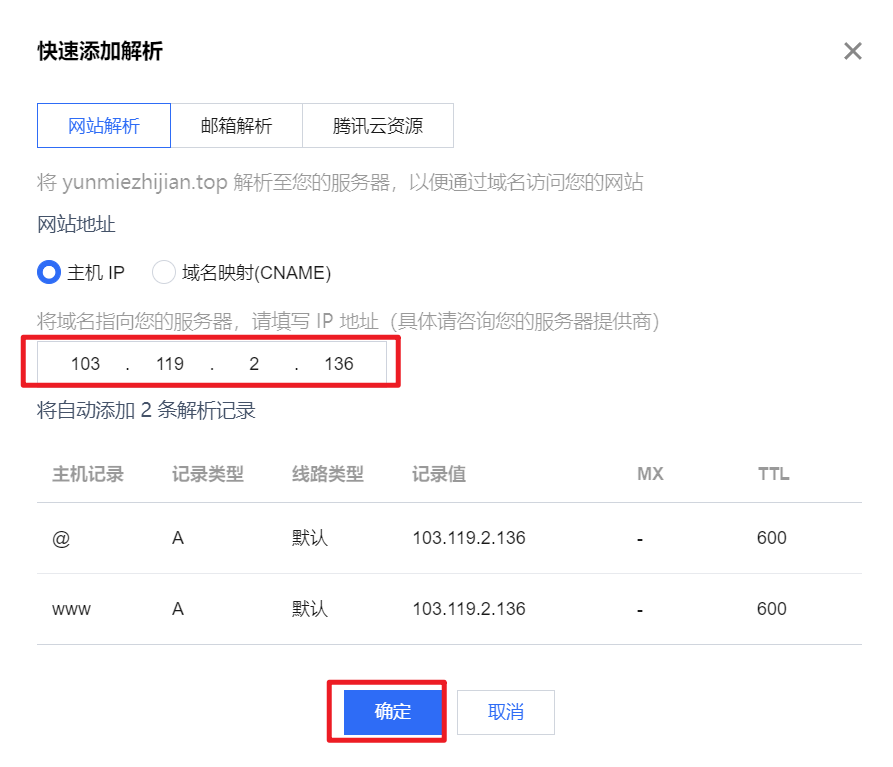 快速添加解析
网站解析 邮箱解析 腾讯云资源
将 yunmiezhijian.top 解析至您的服务器，以便通过域名访问您的网站
网站地址
主机 IP 域名映射(CNAME)
将域名指向您的服务器，请填写 IP 地址（具体请咨询您的服务器提供商）
103 . 119 . 2 . 136
将自动添加 2 条解析记录
主机记录 记录类型 线路类型 记录值 MX TTL
@ A 默认 103.119.2.136 - 600
www A 默认 103.119.2.136 - 600
确定 取消